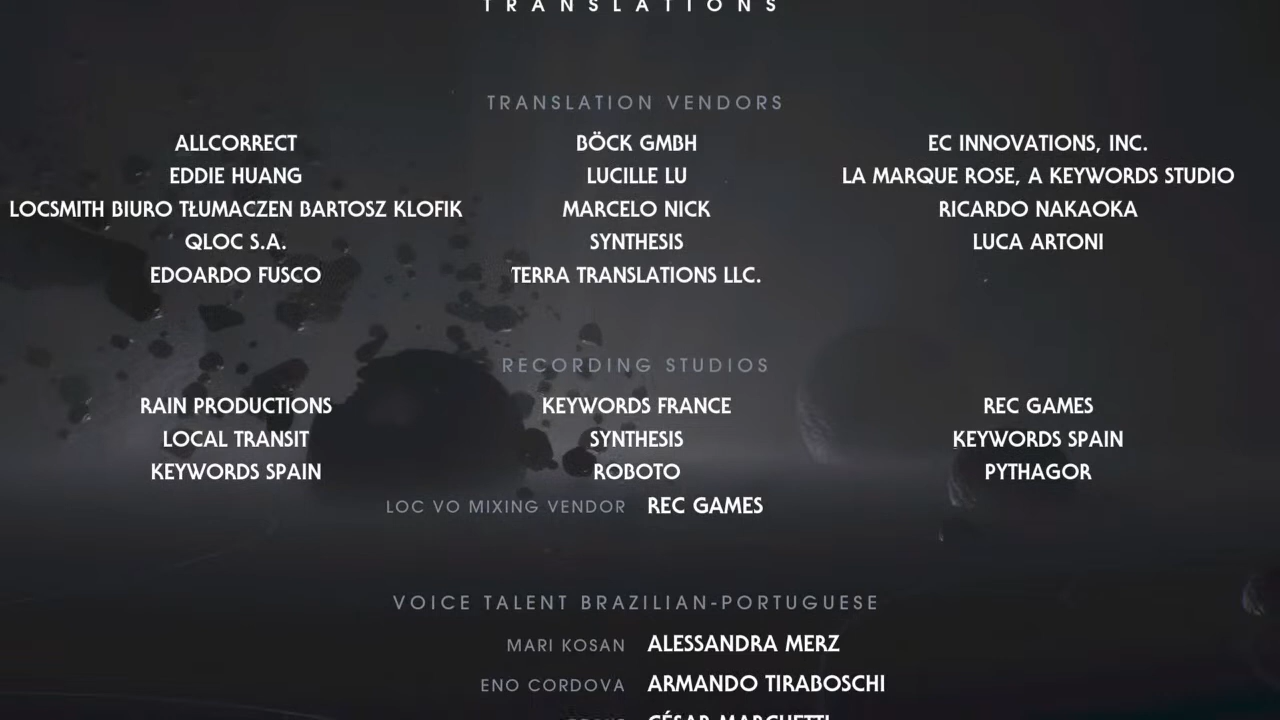 TRANSLATIONS
TRANSLATION VENDORS
ALLCORRECT BÖCK GMBH EC INNOVATIONS, INC.
EDDIE HUANG LUCILLE LU LA MARQUE ROSE, A KEYWORDS STUDIO
LOCSMITH BIURO TŁUMACZEN BARTOSZ KLOFIK MARCELO NICK RICARDO NAKAOKA
QLOC S.A. SYNTHESIS LUCA ARTONI
EDOARDO FUSCO TERRA TRANSLATIONS LLC.
RECORDING STUDIOS
RAIN PRODUCTIONS KEYWORDS FRANCE REC GAMES
LOCAL TRANSIT SYNTHESIS KEYWORDS SPAIN
KEYWORDS SPAIN ROBOTO PYTHAGOR
LOC VO MIXING VENDOR REC GAMES
VOICE TALENT BRAZILIAN-PORTUGUESE
MARI KOSAN ALESSANDRA MERZ
ENO CORDOVA ARMANDO TIRABOSCHI
CÉSAR MARCHETTI